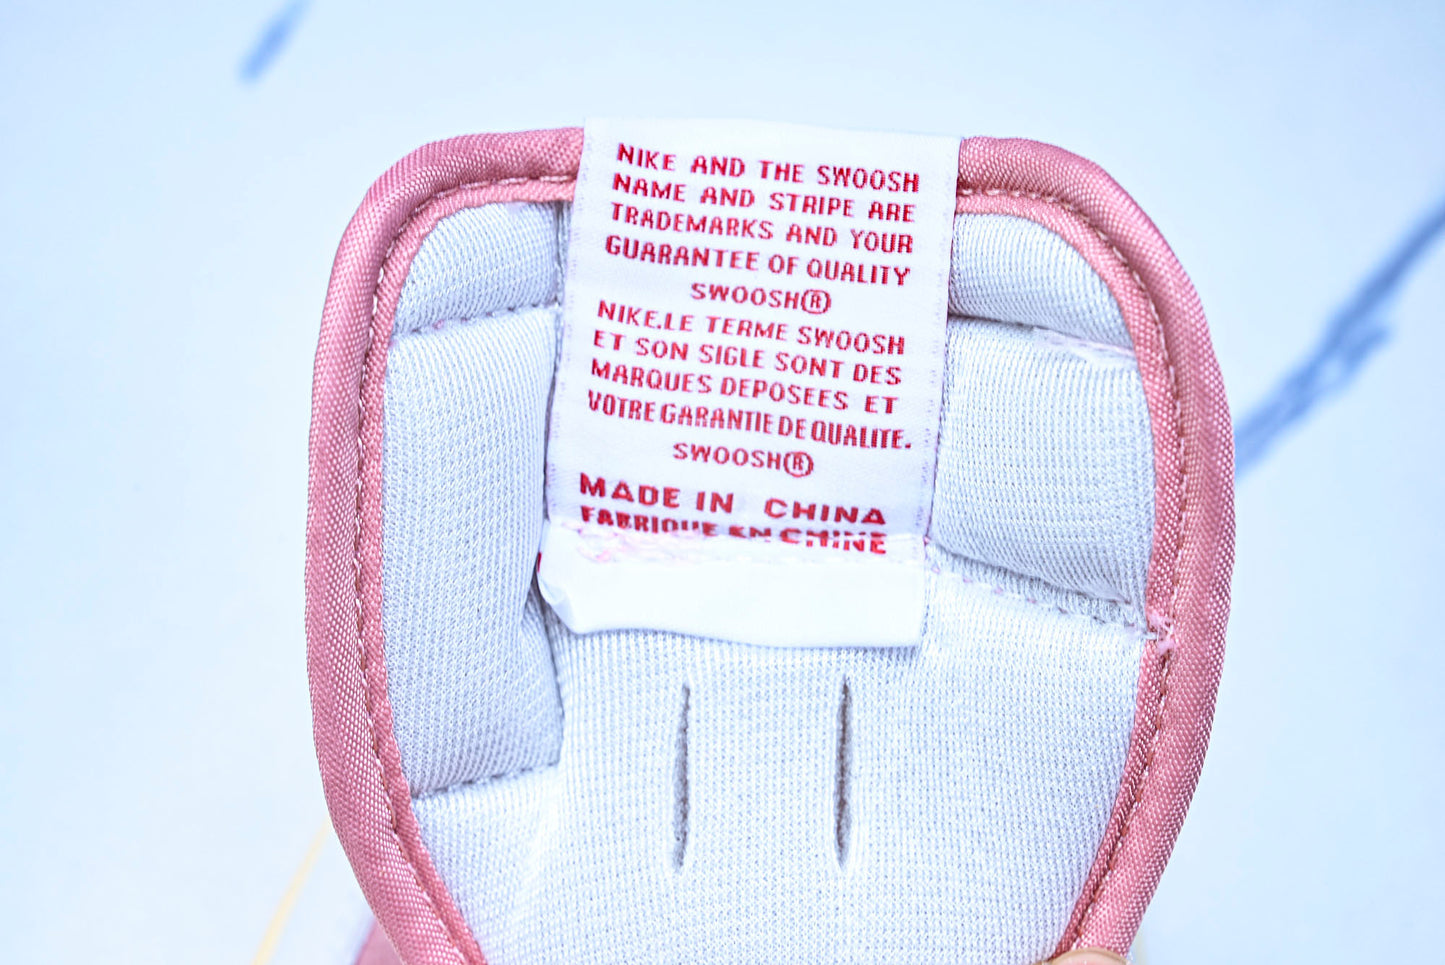 NIKE AND THE SWOOSH
NAME AND STRIPE ARE
TRADEMARKS AND YOUR
GUARANTEE OF QUALITY
SWOOSH®
NIKE.LE TERME SWOOSH
ET SON SIGLE SONT DES
MARQUES DEPOSEES ET
VOTRE GARANTIE DE QUALITE.
SWOOSH®
MADE IN CHINA
FABRIQUE EN CHINE